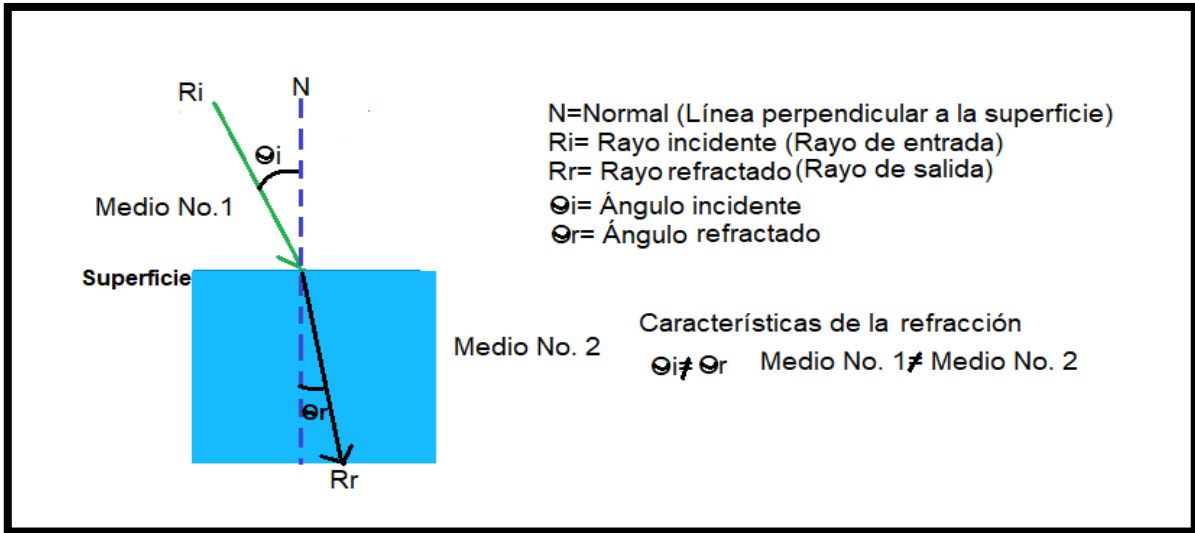 Ri
N
Θi
Medio No.1
Superficie
Medio No. 2
Θr
Rr
N=Normal (Línea perpendicular a la superficie)
Ri= Rayo incidente (Rayo de entrada)
Rr= Rayo refractado (Rayo de salida)
Θi= Ángulo incidente
Θr= Ángulo refractado
Características de la refracción
Θi≠ Θr Medio No. 1≠ Medio No. 2